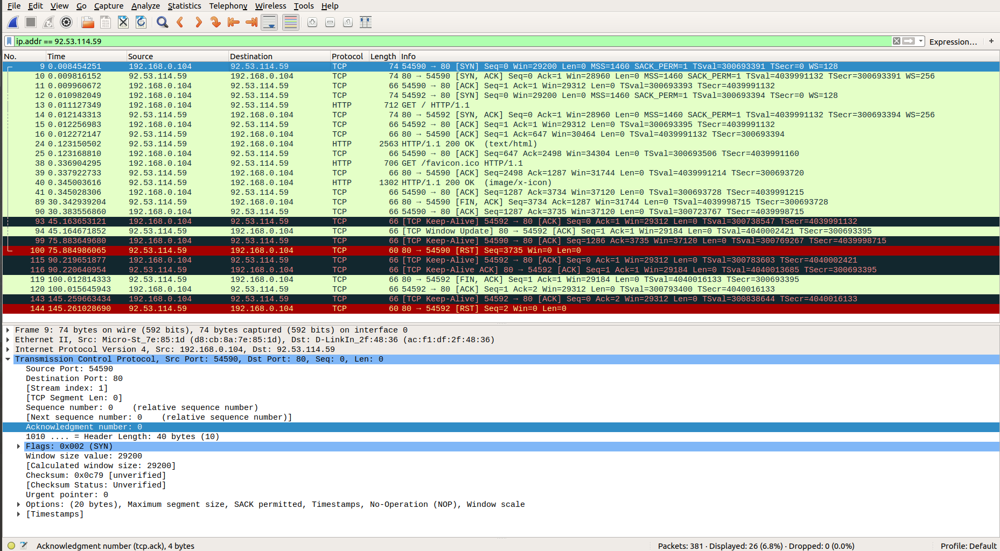 File Edit View Go Capture Analyze Statistics Telephony Wireless Tools Help
ip.addr == 92.53.114.59 Expression… +
No. Time Source Destination Protocol Length Info
9 0.008454251 192.168.0.104 92.53.114.59 TCP 74 54590 → 80 [SYN] Seq=0 Win=29200 Len=0 MSS=1460 SACK_PERM=1 TSval=300693391 TSecr=0 WS=128
10 0.009816152 92.53.114.59 192.168.0.104 TCP 74 80 → 54590 [SYN, ACK] Seq=0 Ack=1 Win=28960 Len=0 MSS=1460 SACK_PERM=1 TSval=4039991132 TSecr=300693391 WS=256
11 0.009960672 192.168.0.104 92.53.114.59 TCP 66 54590 → 80 [ACK] Seq=1 Ack=1 Win=29312 Len=0 TSval=300693393 TSecr=4039991132
12 0.010982049 192.168.0.104 92.53.114.59 TCP 74 54592 → 80 [SYN] Seq=0 Win=29200 Len=0 MSS=1460 SACK_PERM=1 TSval=300693394 TSecr=0 WS=128
13 0.011127349 192.168.0.104 92.53.114.59 HTTP 712 GET / HTTP/1.1
14 0.012143313 92.53.114.59 192.168.0.104 TCP 74 80 → 54592 [SYN, ACK] Seq=0 Ack=1 Win=28960 Len=0 MSS=1460 SACK_PERM=1 TSval=4039991132 TSecr=300693394 WS=256
15 0.012256983 192.168.0.104 92.53.114.59 TCP 66 54592 → 80 [ACK] Seq=1 Ack=1 Win=29312 Len=0 TSval=300693395 TSecr=4039991132
16 0.012272147 92.53.114.59 192.168.0.104 TCP 66 80 → 54590 [ACK] Seq=1 Ack=647 Win=30464 Len=0 TSval=4039991132 TSecr=300693394
24 0.123150502 92.53.114.59 192.168.0.104 HTTP 2563 HTTP/1.1 200 OK (text/html)
25 0.123168810 192.168.0.104 92.53.114.59 TCP 66 54590 → 80 [ACK] Seq=647 Ack=2498 Win=34304 Len=0 TSval=300693506 TSecr=4039991160
38 0.336904295 192.168.0.104 92.53.114.59 HTTP 706 GET /favicon.ico HTTP/1.1
39 0.337922733 92.53.114.59 192.168.0.104 TCP 66 80 → 54590 [ACK] Seq=2498 Ack=1287 Win=31744 Len=0 TSval=4039991214 TSecr=300693720
40 0.345003616 92.53.114.59 192.168.0.104 HTTP 1302 HTTP/1.1 200 OK (image/x-icon)
41 0.345028306 192.168.0.104 92.53.114.59 TCP 66 54590 → 80 [ACK] Seq=1287 Ack=3734 Win=37120 Len=0 TSval=300693728 TSecr=4039991215
89 30.342939204 92.53.114.59 192.168.0.104 TCP 66 80 → 54590 [FIN, ACK] Seq=3734 Ack=1287 Win=31744 Len=0 TSval=4039998715 TSecr=300693728
90 30.383556860 192.168.0.104 92.53.114.59 TCP 66 54590 → 80 [ACK] Seq=1287 Ack=3735 Win=37120 Len=0 TSval=300723767 TSecr=4039998715
93 45.163653121 192.168.0.104 92.53.114.59 TCP 66 [TCP Keep-Alive] 54592 → 80 [ACK] Seq=0 Ack=1 Win=29312 Len=0 TSval=300738547 TSecr=4039991132
94 45.164671852 92.53.114.59 192.168.0.104 TCP 66 [TCP Window Update] 80 → 54592 [ACK] Seq=1 Ack=1 Win=29184 Len=0 TSval=4040002421 TSecr=300693395
99 75.883649680 192.168.0.104 92.53.114.59 TCP 66 [TCP Keep-Alive] 54590 → 80 [ACK] Seq=1286 Ack=3735 Win=37120 Len=0 TSval=300769267 TSecr=4039998715
100 75.884986065 92.53.114.59 192.168.0.104 TCP 60 80 → 54590 [RST] Seq=3735 Win=0 Len=0
115 90.219651877 192.168.0.104 92.53.114.59 TCP 66 [TCP Keep-Alive] 54592 → 80 [ACK] Seq=0 Ack=1 Win=29312 Len=0 TSval=300783603 TSecr=4040002421
116 90.220640954 92.53.114.59 192.168.0.104 TCP 66 [TCP Keep-Alive ACK] 80 → 54592 [ACK] Seq=1 Ack=1 Win=29184 Len=0 TSval=4040013685 TSecr=300693395
119 100.012814333 92.53.114.59 192.168.0.104 TCP 66 80 → 54592 [FIN, ACK] Seq=1 Ack=1 Win=29184 Len=0 TSval=4040016133 TSecr=300693395
120 100.015645943 192.168.0.104 92.53.114.59 TCP 66 54592 → 80 [ACK] Seq=1 Ack=2 Win=29312 Len=0 TSval=300793400 TSecr=4040016133
143 145.259663434 192.168.0.104 92.53.114.59 TCP 66 [TCP Keep-Alive] 54592 → 80 [ACK] Seq=0 Ack=2 Win=29312 Len=0 TSval=300838644 TSecr=4040016133
144 145.261028690 92.53.114.59 192.168.0.104 TCP 60 80 → 54592 [RST] Seq=2 Win=0 Len=0
Frame 9: 74 bytes on wire (592 bits), 74 bytes captured (592 bits) on interface 0
Ethernet II, Src: Micro-St_7e:85:1d (d8:cb:8a:7e:85:1d), Dst: D-LinkIn_2f:48:36 (ac:f1:df:2f:48:36)
Internet Protocol Version 4, Src: 192.168.0.104, Dst: 92.53.114.59
Transmission Control Protocol, Src Port: 54590, Dst Port: 80, Seq: 0, Len: 0
Source Port: 54590
Destination Port: 80
[Stream index: 1]
[TCP Segment Len: 0]
Sequence number: 0 (relative sequence number)
[Next sequence number: 0 (relative sequence number)]
Acknowledgment number: 0
1010 .... = Header Length: 40 bytes (10)
Flags: 0x002 (SYN)
Window size value: 29200
[Calculated window size: 29200]
Checksum: 0x0c79 [unverified]
[Checksum Status: Unverified]
Urgent pointer: 0
Options: (20 bytes), Maximum segment size, SACK permitted, Timestamps, No-Operation (NOP), Window scale
[Timestamps]
Acknowledgment number (tcp.ack), 4 bytes Packets: 381 · Displayed: 26 (6.8%) · Dropped: 0 (0.0%) Profile: Default